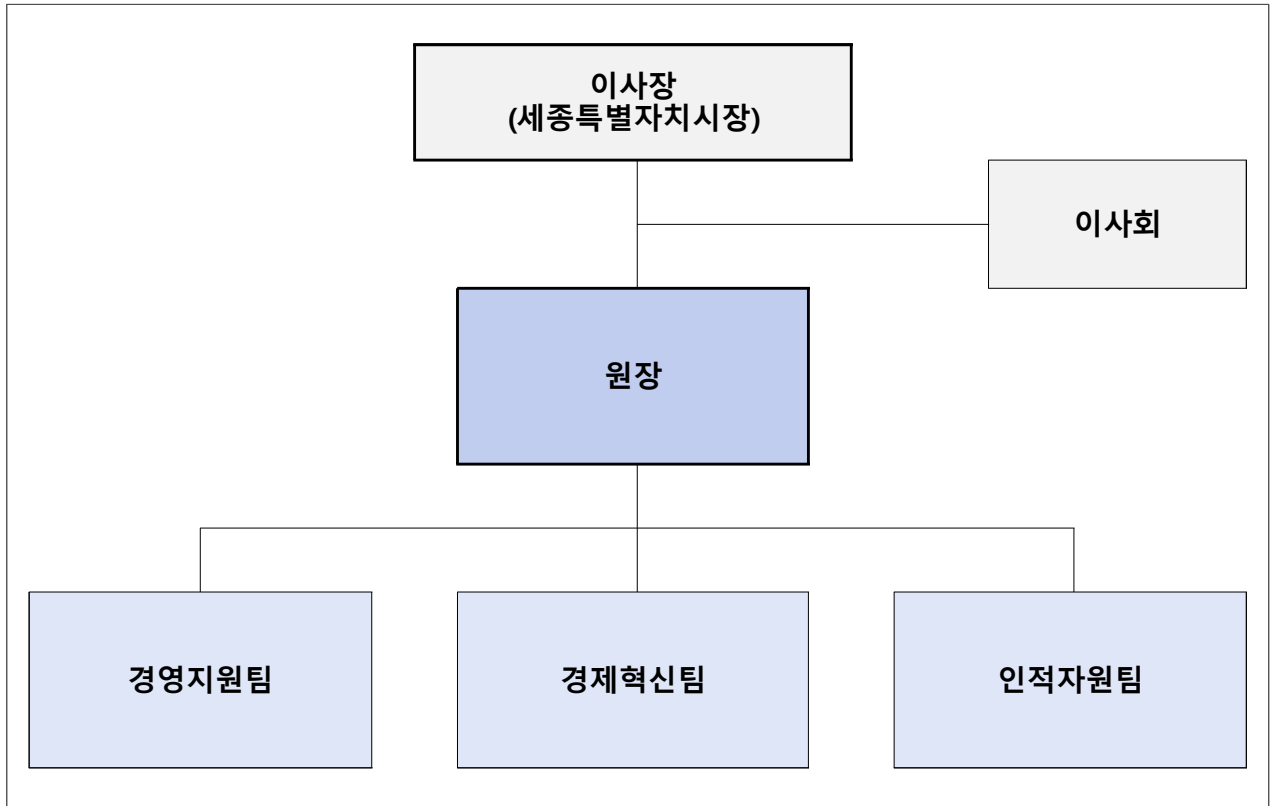 이사장
(세종특별자치시장)
이사회
원장
경영지원팀
경제혁신팀
인적자원팀